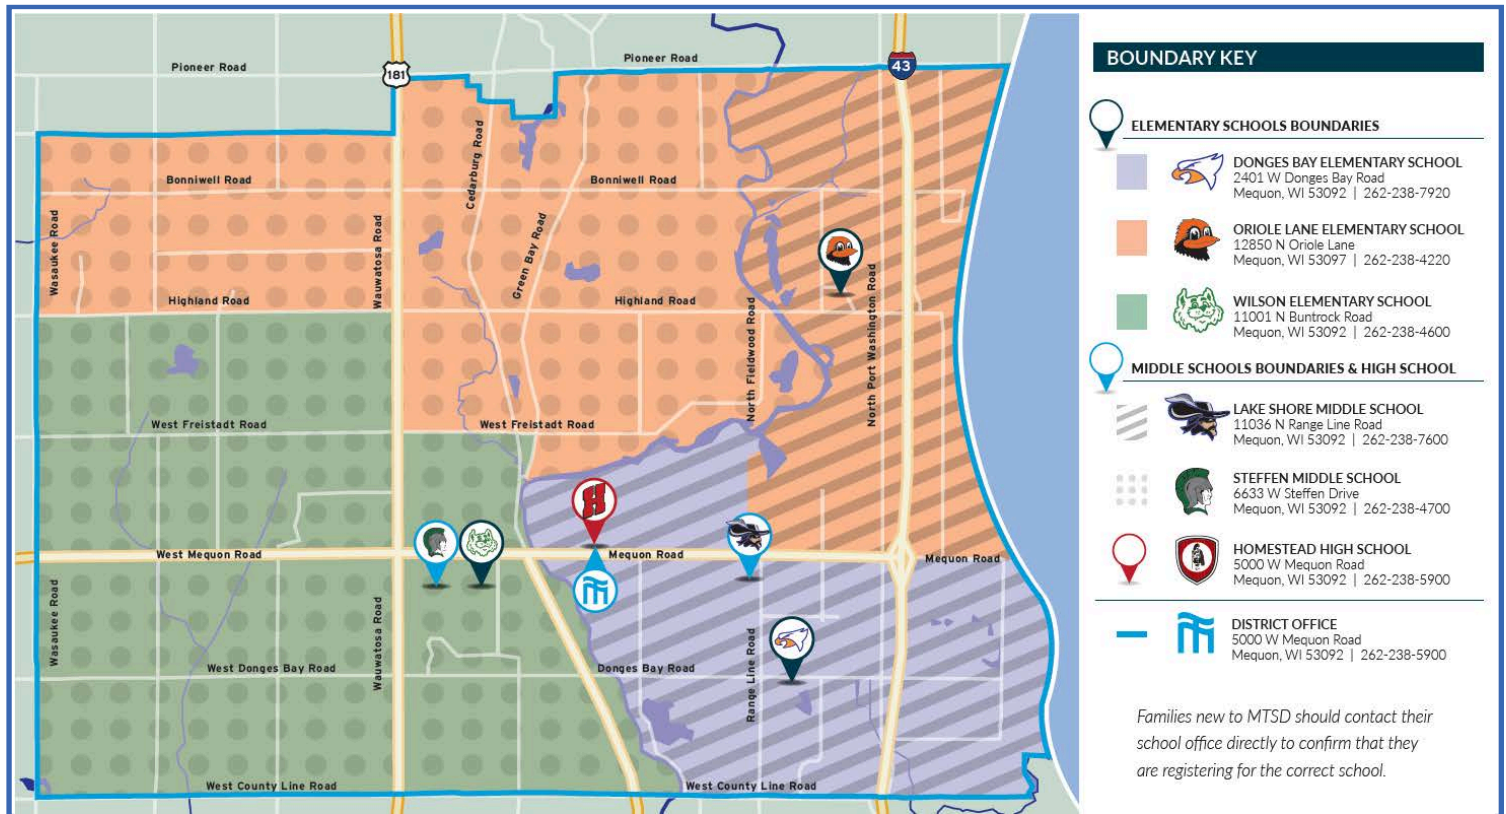 Pioneer Road
181
Pioneer Road
43
Cedarburg Road
Bonniwell Road
Bonniwell Road
Wasaukee Road
Wauwatosa Road
Green Bay Road
North Port Washington Road
Highland Road
Highland Road
North Fieldwood Road
West Freistadt Road
West Freistadt Road
H
West Mequon Road
Mequon Road
Mequon Road
Wasaukee Road
Wauwatosa Road
West Donges Bay Road
Donges Bay Road
Range Line Road
West County Line Road
West County Line Road
BOUNDARY KEY
ELEMENTARY SCHOOLS BOUNDARIES
DONGES BAY ELEMENTARY SCHOOL
2401 W Donges Bay Road
Mequon, WI 53092 | 262-238-7920
ORIOLE LANE ELEMENTARY SCHOOL
12850 N Oriole Lane
Mequon, WI 53097 | 262-238-4220
WILSON ELEMENTARY SCHOOL
11001 N Buntrock Road
Mequon, WI 53092 | 262-238-4600
MIDDLE SCHOOLS BOUNDARIES & HIGH SCHOOL
LAKE SHORE MIDDLE SCHOOL
11036 N Range Line Road
Mequon, WI 53092 | 262-238-7600
STEFFEN MIDDLE SCHOOL
6633 W Steffen Drive
Mequon, WI 53092 | 262-238-4700
HOMESTEAD HIGH SCHOOL
5000 W Mequon Road
Mequon, WI 53092 | 262-238-5900
DISTRICT OFFICE
5000 W Mequon Road
Mequon, WI 53092 | 262-238-5900
Families new to MTSD should contact their
school office directly to confirm that they
are registering for the correct school.